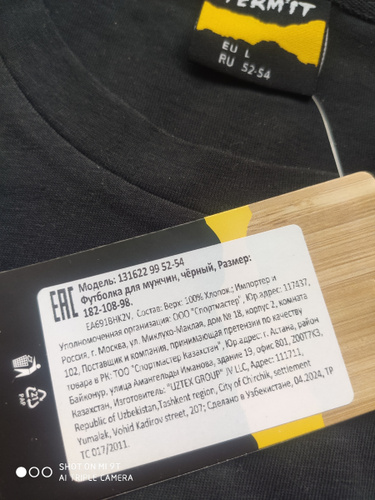 TERMIT
EU L
RU 52-54
EAC
Модель: 131622 99 52-54
Футболка для мужчин, чёрный, Размер:
182-108-98.
EA691BHK2V, Состав: Верх: 100% Хлопок.; Импортер и
Уполномоченная организация: ООО "Спортмастер", Юр адрес: 117437,
Россия, г. Москва, ул. Миклухо-Маклая, дом № 18, корпус 2, комната
102, Поставщик и компания, принимающая претензии по качеству
товара в РК: ТОО "Спортмастер Казахстан", Юр адрес: г. Астана, район
Байконур, улица Амангельды Иманова, здание 19, офис 801, Z00T7K3,
Казахстан, Изготовитель: "UZTEX GROUP" JV LLC, Адрес: 111711,
Republic of Uzbekistan,Tashkent region, City of Chirchik, settlement
Yumalak, Vohid Kadirov street, 207; Сделано в Узбекистане, 04.2024, ТР
ТС 017/2011.
PAP
SHOT ON MI 9T
AI TRIPLE CAMERA